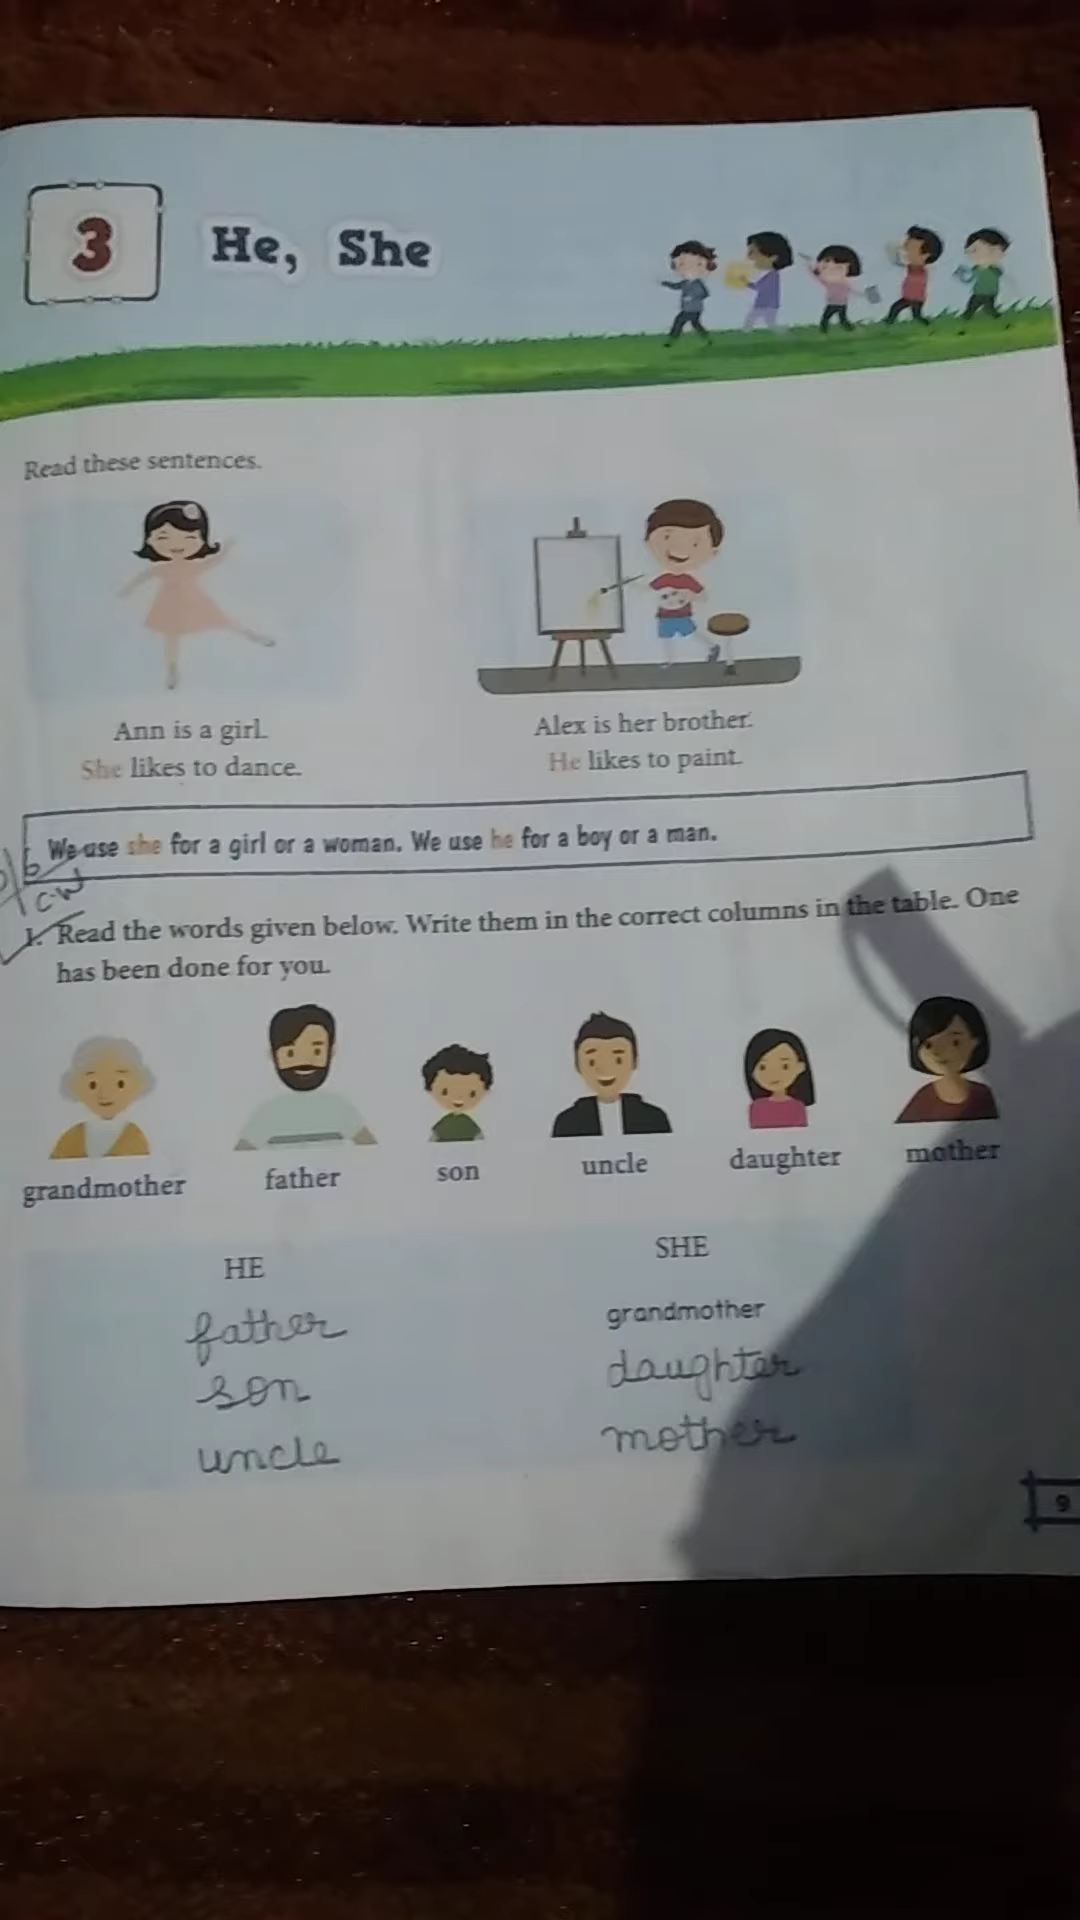 3 He, She
Read these sentences.
Ann is a girl.
She likes to dance.
Alex is her brother.
He likes to paint.
We use she for a girl or a woman. We use he for a boy or a man.
C.W
1. Read the words given below. Write them in the correct columns in the table. One
has been done for you.
grandmother father son uncle daughter mother
HE SHE
father grandmother
son daughter
uncle mother
9